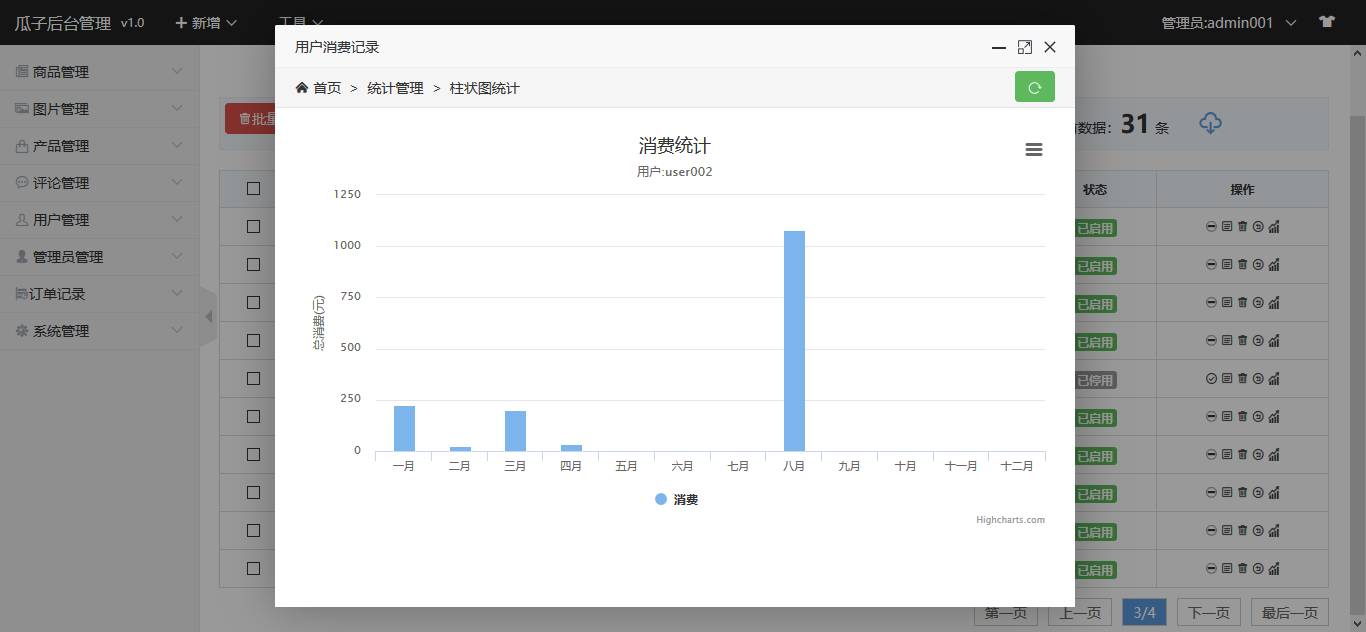 瓜子后台管理 v1.0 新增 工具 管理员:admin001
商品管理
图片管理
产品管理
评论管理
用户管理
管理员管理
订单记录
系统管理
用户消费记录
首页 > 统计管理 > 柱状图统计
批量
数据：31 条
消费统计
用户:user002
总消费(元)
1250
1000
750
500
250
0
一月 二月 三月 四月 五月 六月 七月 八月 九月 十月 十一月 十二月
消费
Highcharts.com
状态 操作
已启用
已启用
已启用
已启用
已停用
已启用
已启用
已启用
已启用
已启用
第一页 上一页 3/4 下一页 最后一页